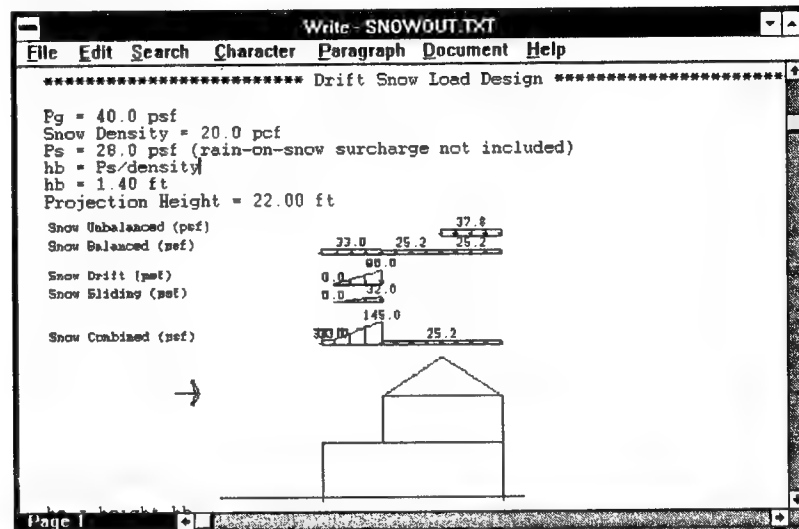 Write - SNOWOUT.TXT
File Edit Search Character Paragraph Document Help
************************* Drift Snow Load Design **********************
Pg = 40.0 psf
Snow Density = 20.0 pcf
Ps = 28.0 psf (rain-on-snow surcharge not included)
hb = Ps/density
hb = 1.40 ft
Projection Height = 22.00 ft
Snow Unbalanced (psf) 37.8
Snow Balanced (psf) 33.0 25.2 25.2
Snow Drift (psf) 0.0
Snow Sliding (psf) 0.0 32.0
145.0
Snow Combined (psf) 25.2
Page 1